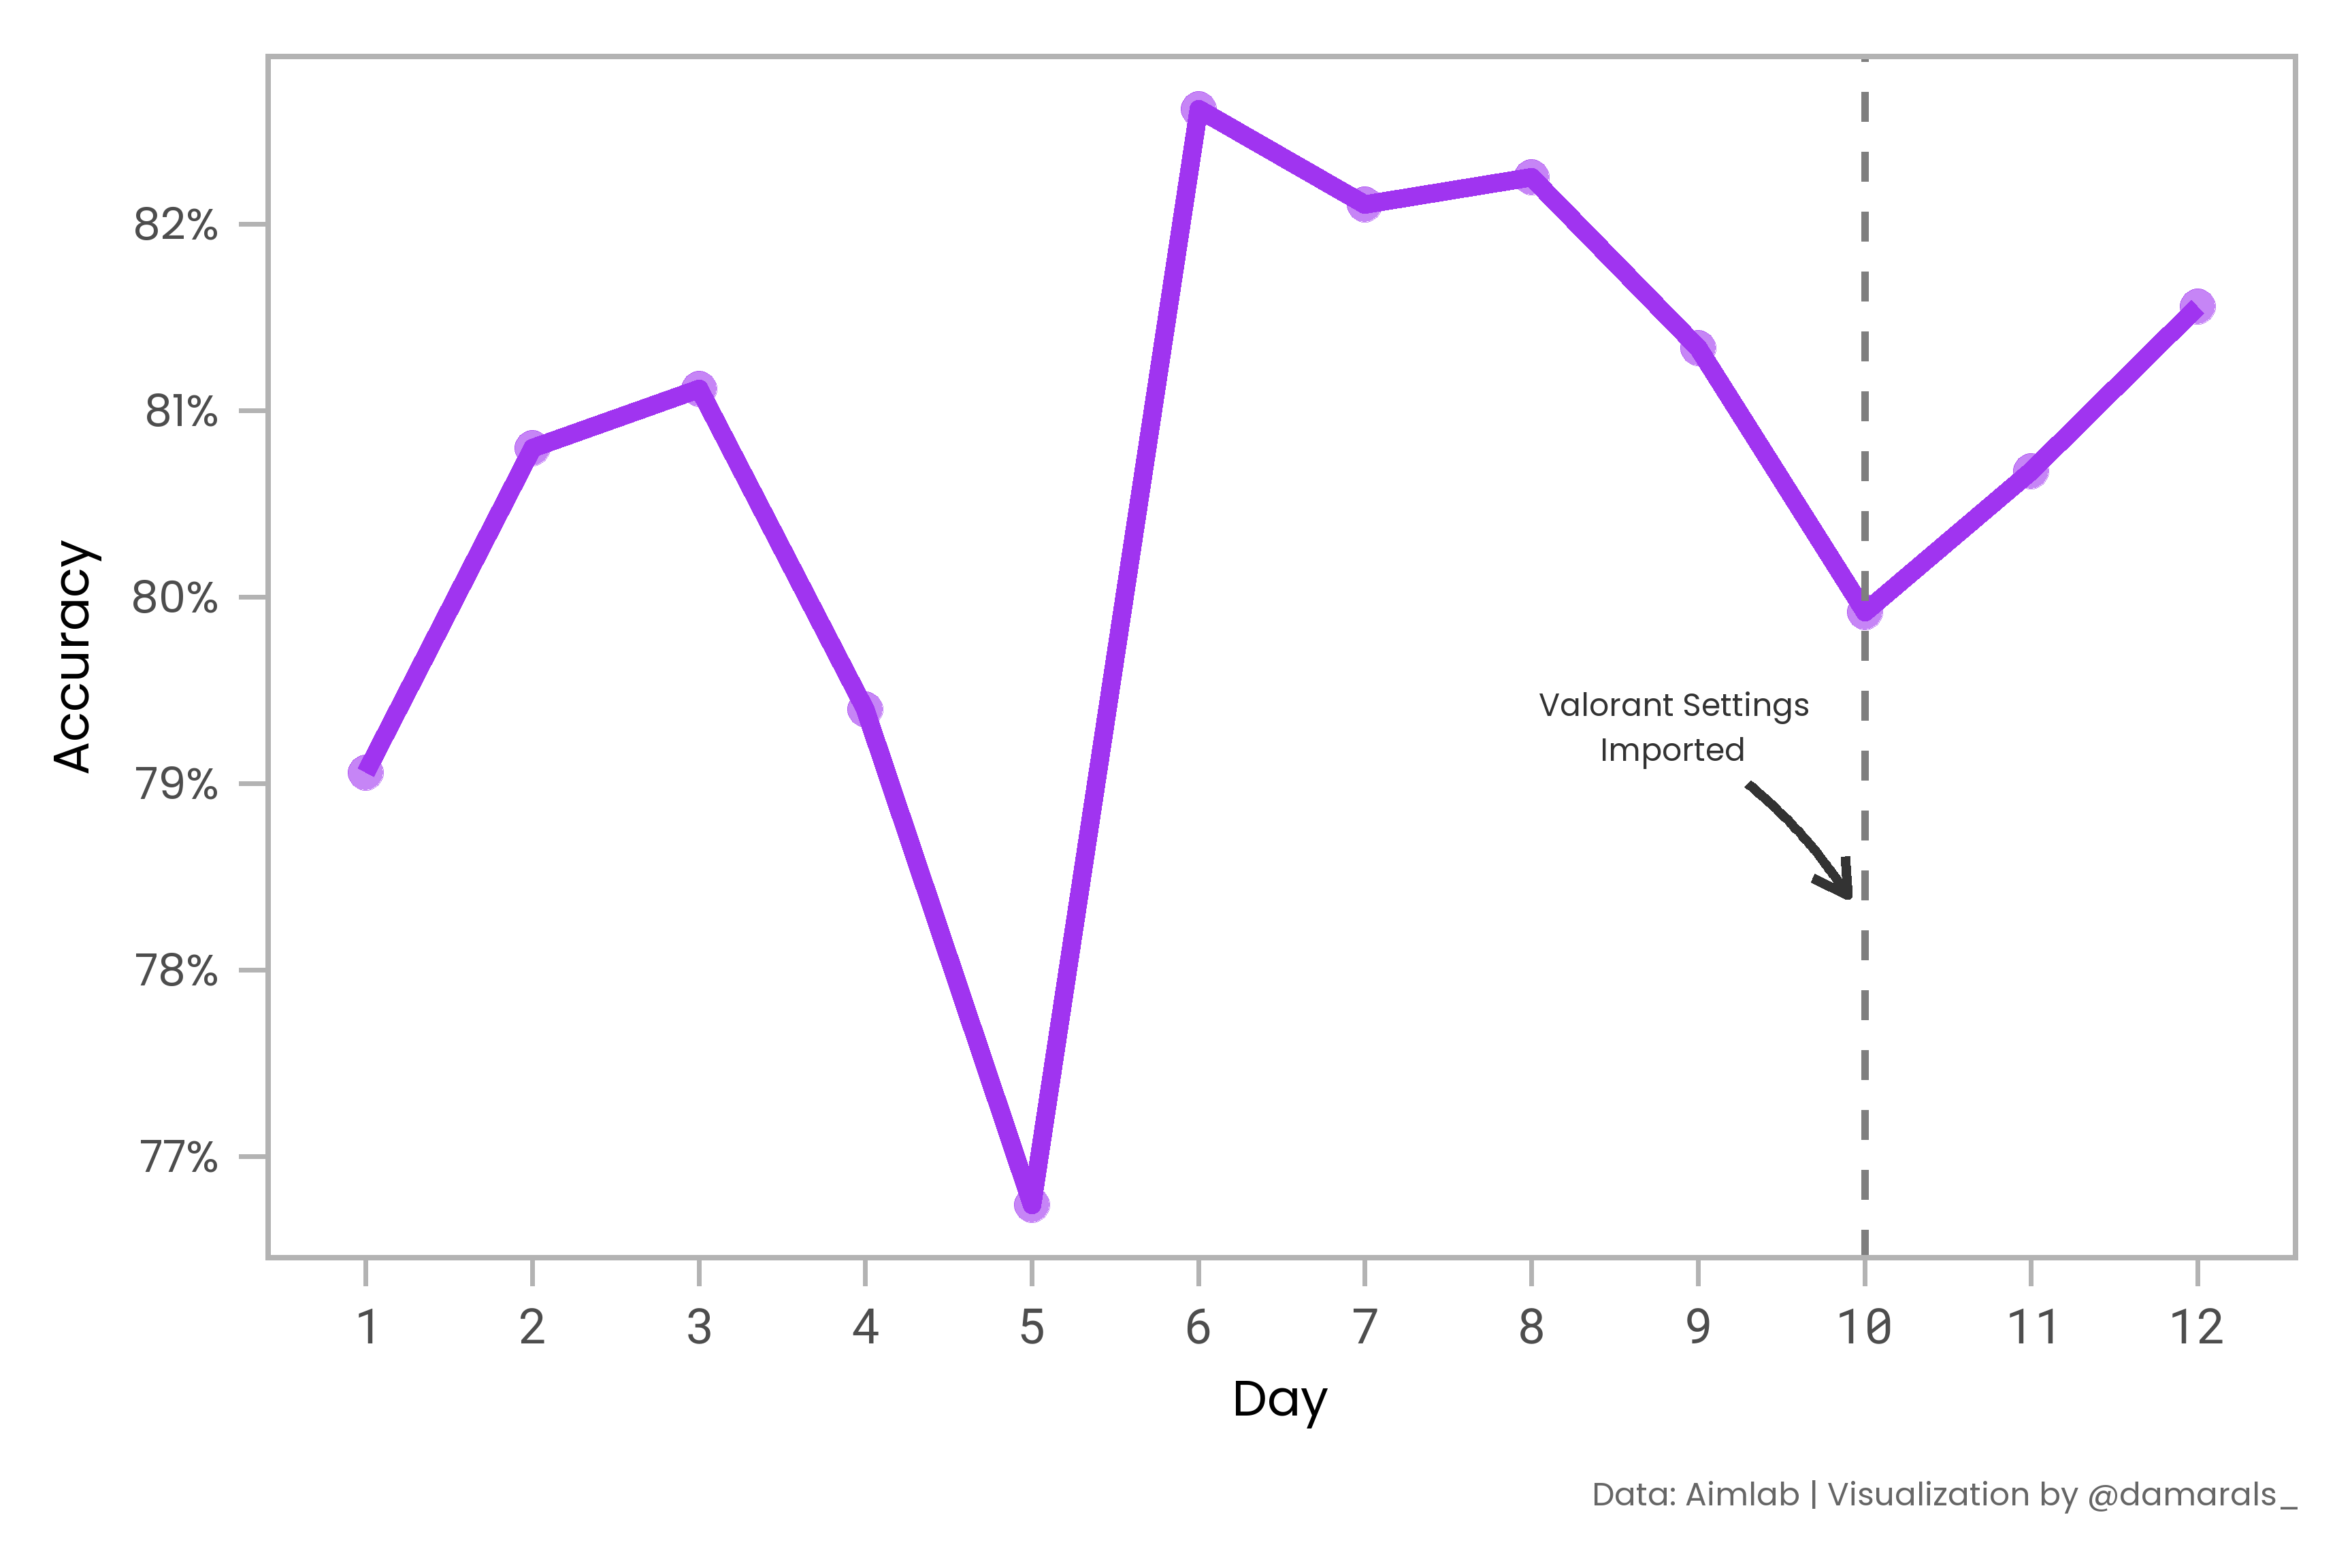 82%
81%
80%
79%
78%
77%
Accuracy
Valorant Settings
Imported
1 2 3 4 5 6 7 8 9 10 11 12
Day
Data: Aimlab | Visualization by @damarals_